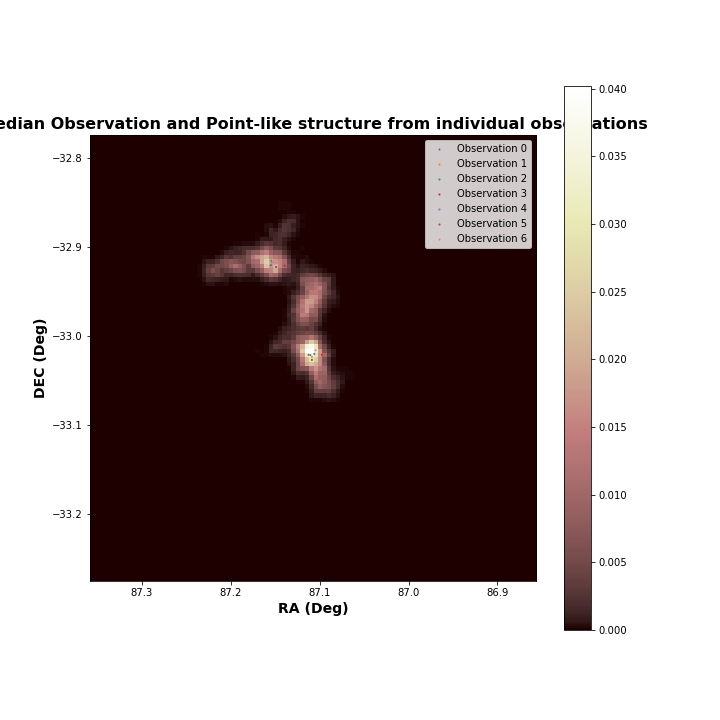 edian Observation and Point-like structure from individual obs ations
Observation 0
Observation 1
Observation 2
Observation 3
Observation 4
Observation 5
Observation 6
−32.8
−32.9
−33.0
−33.1
−33.2
DEC (Deg)
87.3 87.2 87.1 87.0 86.9
RA (Deg)
0.040
0.035
0.030
0.025
0.020
0.015
0.010
0.005
0.000